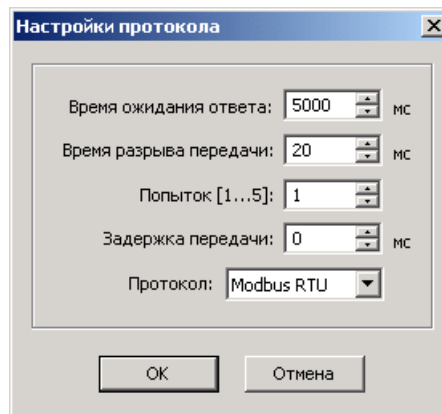 Настройки протокола
Время ожидания ответа: 5000 мс
Время разрыва передачи: 20 мс
Попыток [1...5]: 1
Задержка передачи: 0 мс
Протокол: Modbus RTU
OK Отмена